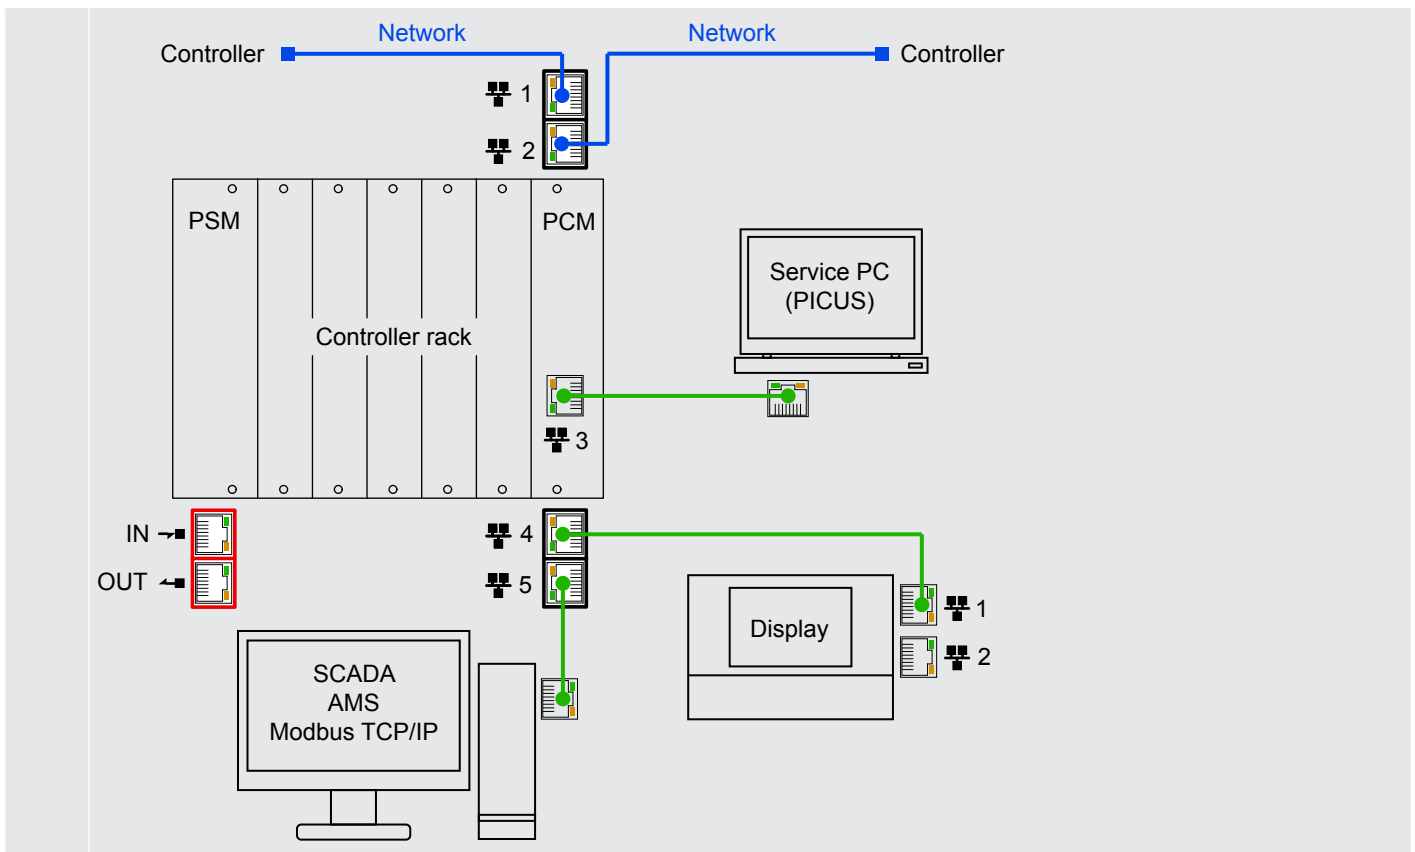 Network
Network
Controller
Controller
1
2
PSM
PCM
Service PC
(PICUS)
Controller rack
3
IN
4
OUT
5
1
Display
2
SCADA
AMS
Modbus TCP/IP